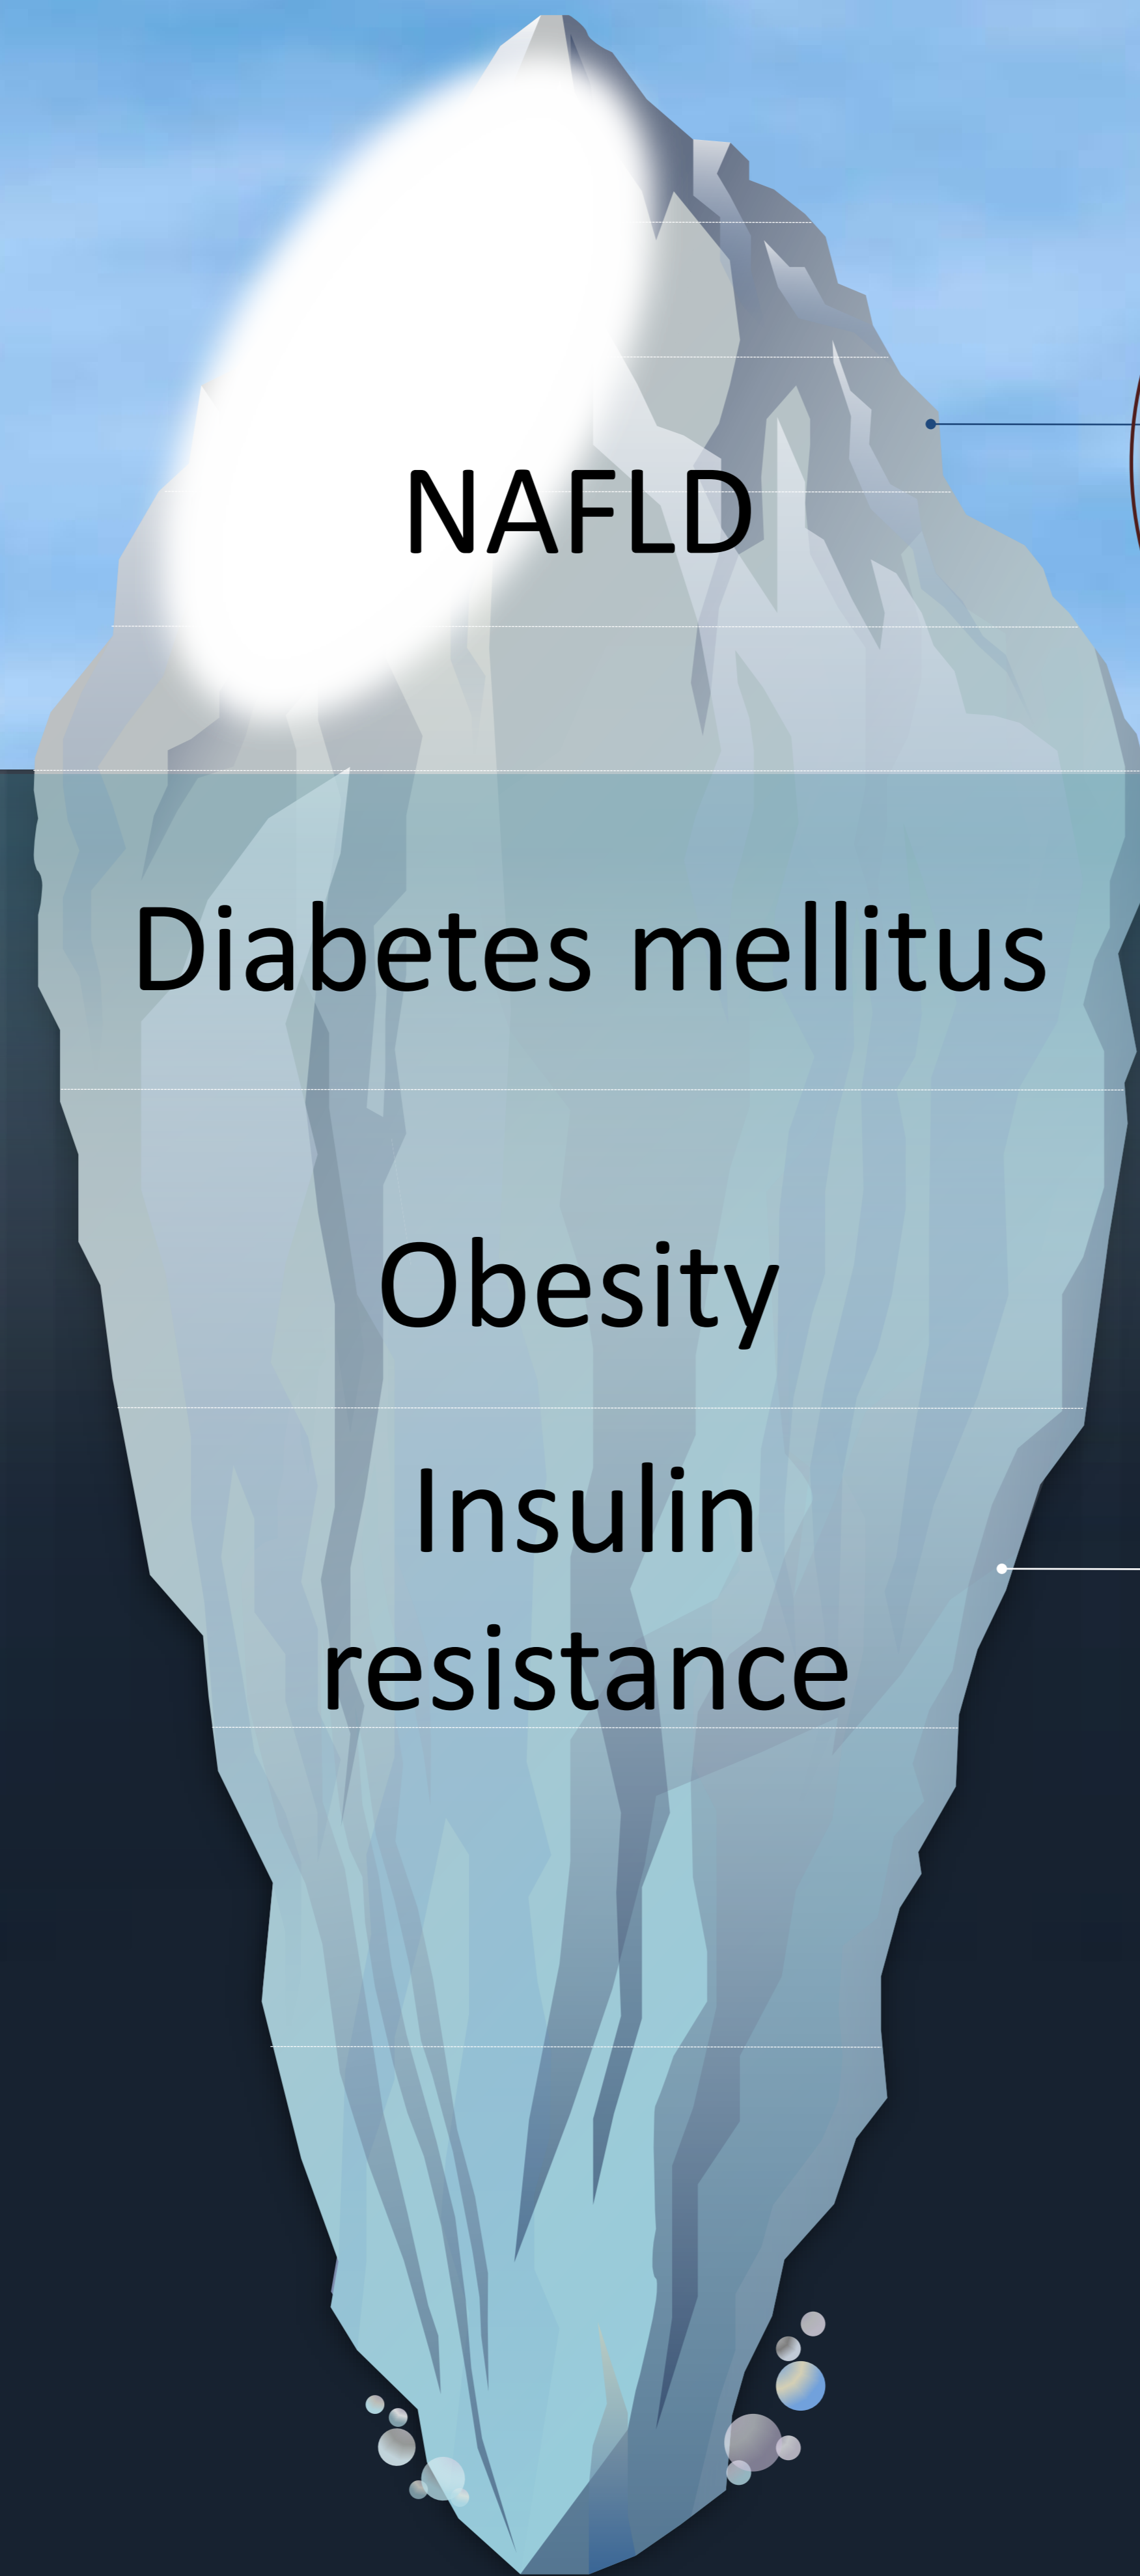 NAFLD
Diabetes mellitus
Obesity
Insulin
resistance